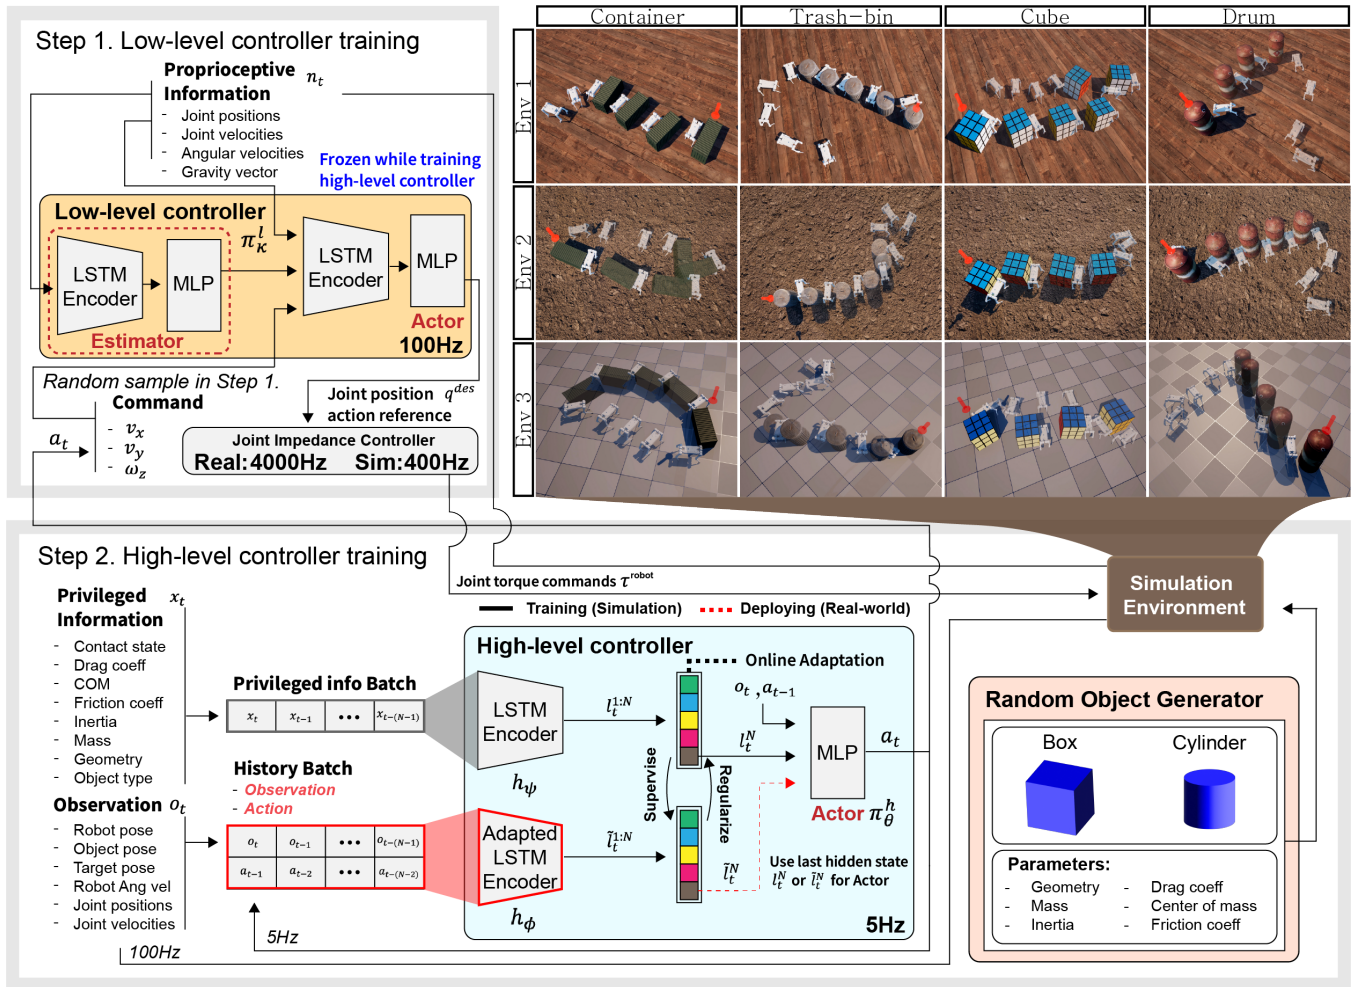 Step 1. Low-level controller training
Proprioceptive
Information
n_t
- Joint positions
- Joint velocities
- Angular velocities
- Gravity vector
Frozen while training
high-level controller
Low-level controller
π_κ^l
LSTM
Encoder
MLP
Estimator
LSTM
Encoder
MLP
Actor
100Hz
Random sample in Step 1.
Command
a_t
- v_x
- v_y
- ω_z
Joint position q^des
action reference
Joint Impedance Controller
Real:4000Hz Sim:400Hz
Container
Trash-bin
Cube
Drum
Env 1
Env 2
Env 3
Step 2. High-level controller training
Joint torque commands τ^robot
Simulation
Environment
Training (Simulation)
Deploying (Real-world)
Privileged
Information
x_t
- Contact state
- Drag coeff
- COM
- Friction coeff
- Inertia
- Mass
- Geometry
- Object type
Observation o_t
- Robot pose
- Object pose
- Target pose
- Robot Ang vel
- Joint positions
- Joint velocities
100Hz
5Hz
Privileged info Batch
x_t x_{t-1} ••• x_{t-(N-1)}
History Batch
- Observation
- Action
o_t o_{t-1} ••• o_{t-(N-1)}
a_{t-1} a_{t-2} ••• a_{t-(N-2)}
High-level controller
LSTM
Encoder
h_ψ
l_t^{1:N}
Online Adaptation
o_t , a_{t-1}
l_t^N
MLP
a_t
Actor π_θ^h
Supervise
Regularize
Adapted
LSTM
Encoder
h_ϕ
l̃_t^{1:N}
l̃_t^N
Use last hidden state
l_t^N or l̃_t^N for Actor
5Hz
Random Object Generator
Box
Cylinder
Parameters:
- Geometry
- Mass
- Inertia
- Drag coeff
- Center of mass
- Friction coeff